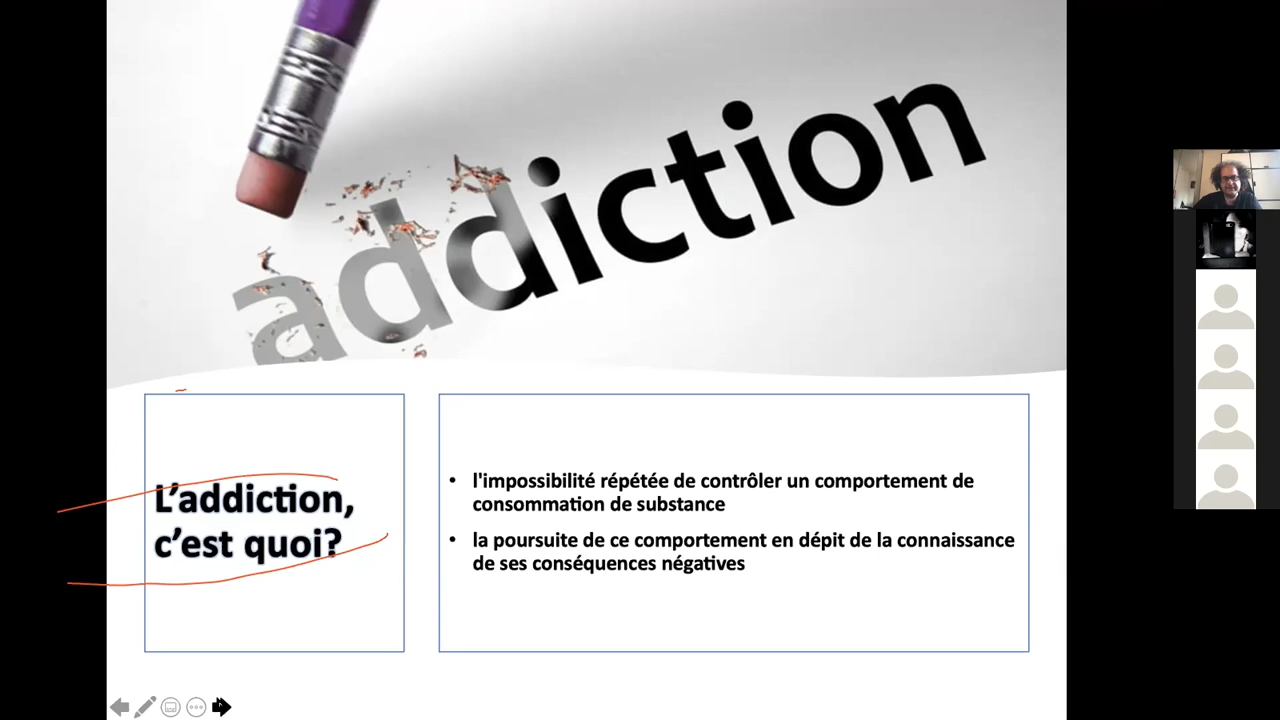 addiction
L’addiction,
c’est quoi?
• l'impossibilité répétée de contrôler un comportement de
consommation de substance
• la poursuite de ce comportement en dépit de la connaissance
de ses conséquences négatives